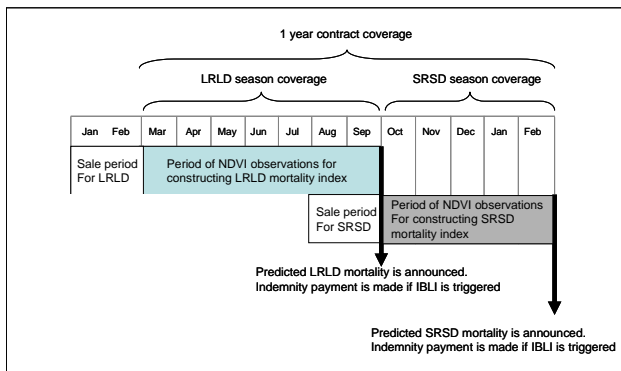 1 year contract coverage
LRLD season coverage
SRSD season coverage
Jan Feb Mar Apr May Jun Jul Aug Sep Oct Nov Dec Jan Feb
Sale period
For LRLD
Period of NDVI observations for
constructing LRLD mortality index
Sale period
For SRSD
Period of NDVI observations
For constructing SRSD
mortality index
Predicted LRLD mortality is announced.
Indemnity payment is made if IBLI is triggered
Predicted SRSD mortality is announced.
Indemnity payment is made if IBLI is triggered